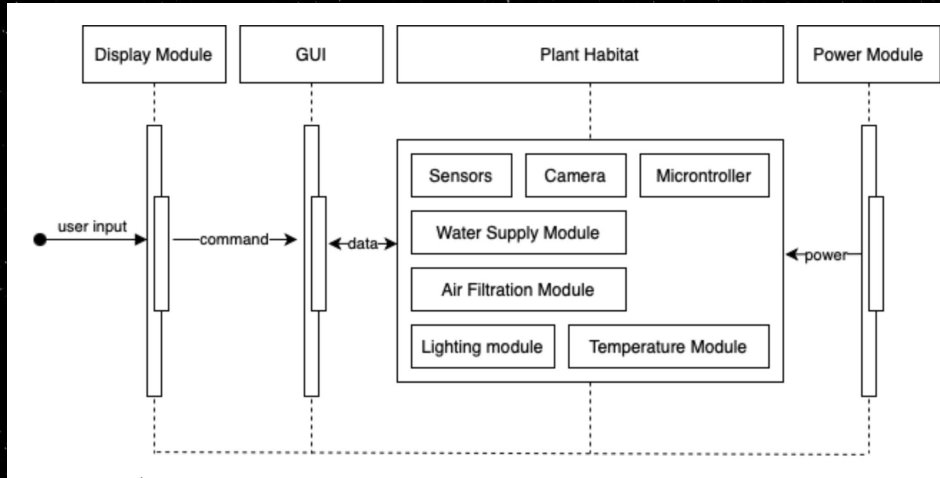 Display Module
GUI
Plant Habitat
Power Module
Sensors
Camera
Microntroller
user input
command
data
Water Supply Module
power
Air Filtration Module
Lighting module
Temperature Module